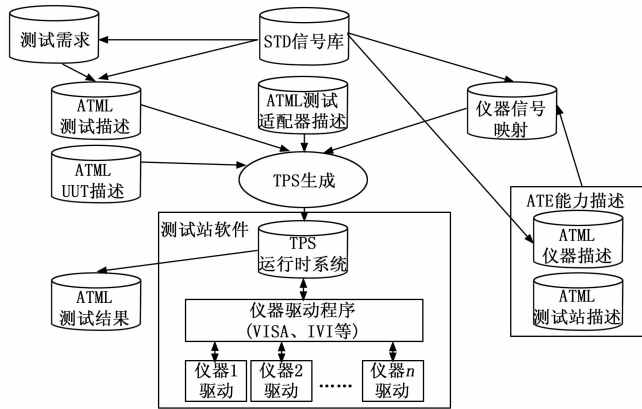 测试需求
STD信号库
ATML
测试描述
ATML测试
适配器描述
仪器信号
映射
ATML
UUT描述
TPS生成
ATE能力描述
ATML
仪器描述
ATML
测试站描述
测试站软件
TPS
运行时系统
ATML
测试结果
仪器驱动程序
(VISA、IVI等)
仪器1
驱动
仪器2
驱动
……
仪器n
驱动